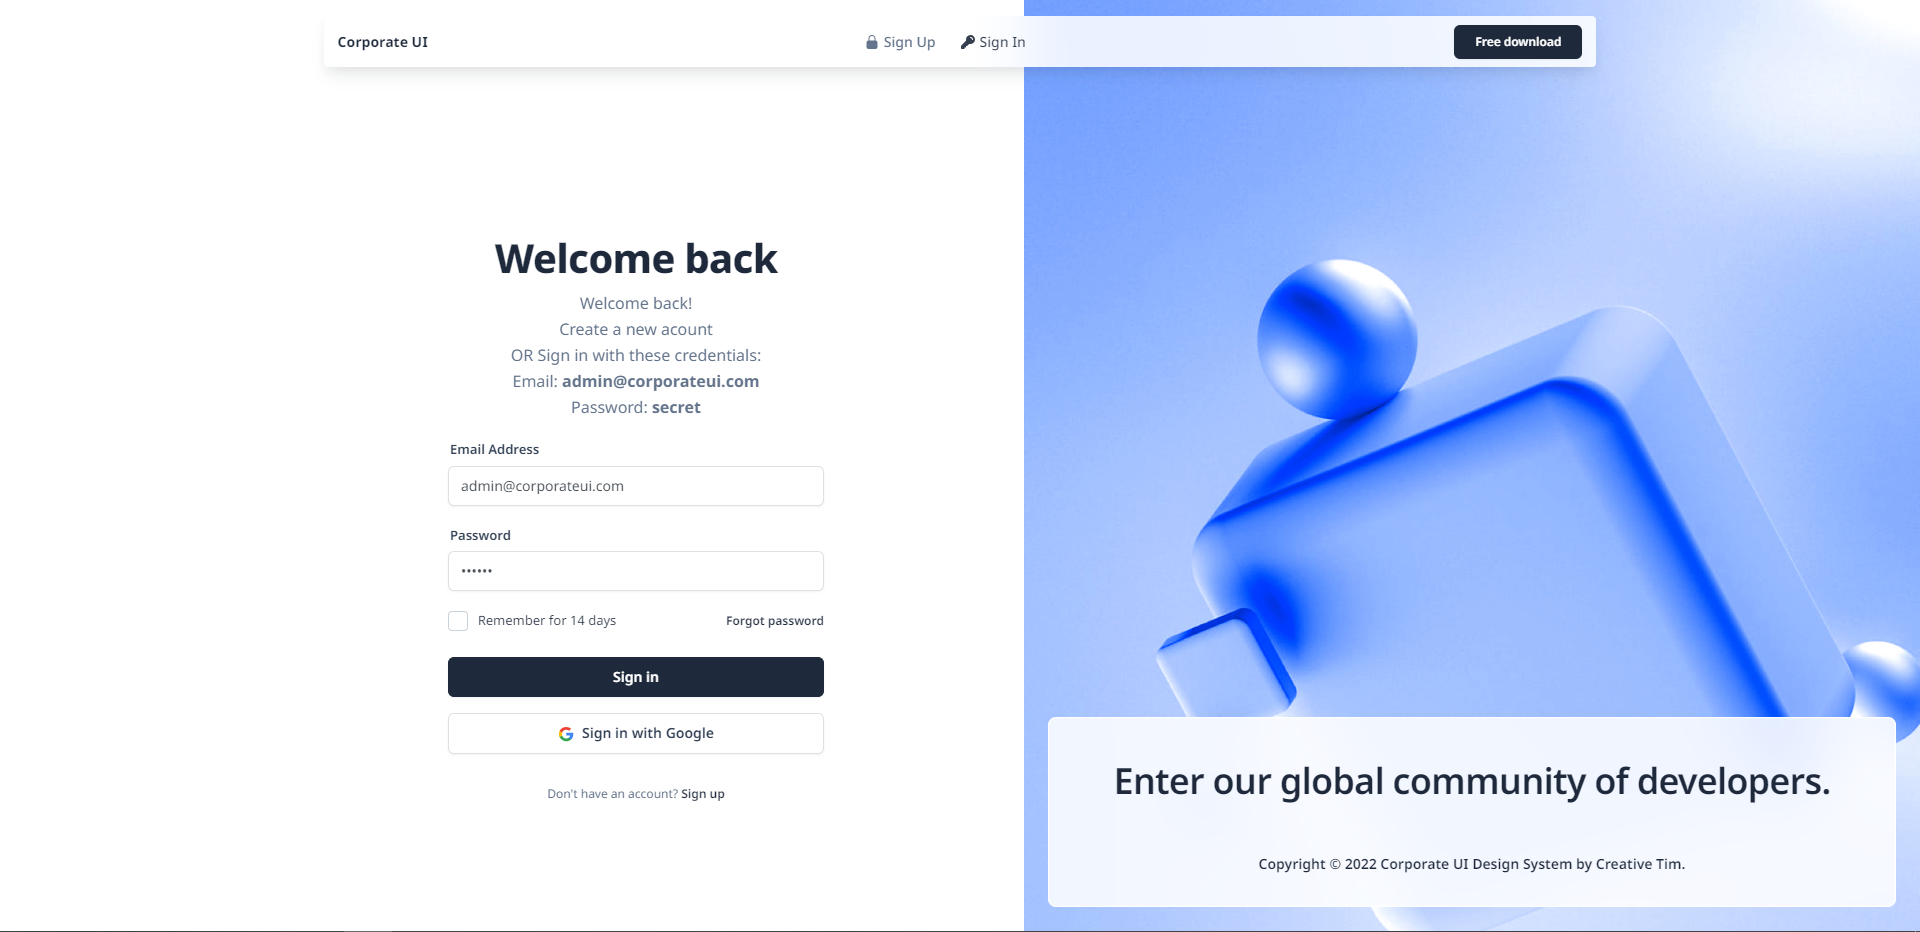 Corporate UI
Sign Up
Sign In
Free download
Welcome back
Welcome back!
Create a new acount
OR Sign in with these credentials:
Email: admin@corporateui.com
Password: secret
Email Address
admin@corporateui.com
Password
••••••
Remember for 14 days
Forgot password
Sign in
Sign in with Google
Don't have an account? Sign up
Enter our global community of developers.
Copyright © 2022 Corporate UI Design System by Creative Tim.